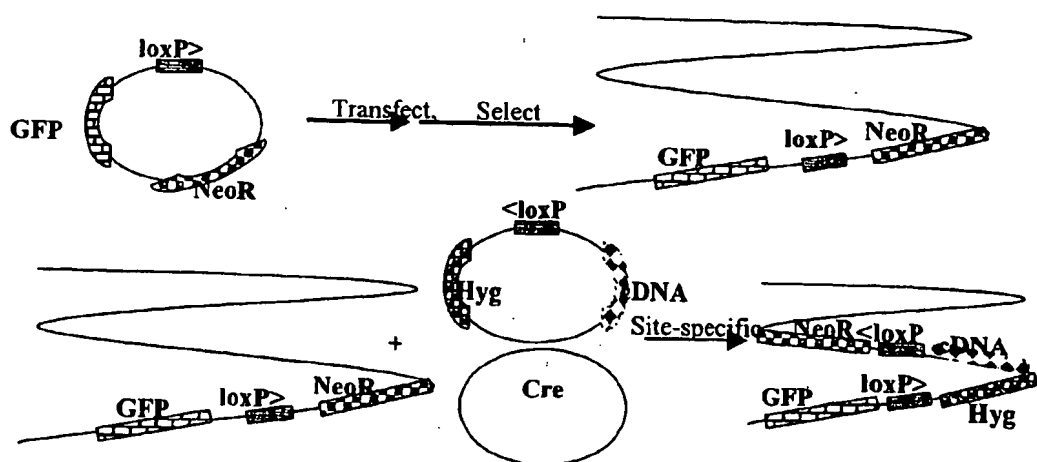 loxP>
GFP
NeoR
Transfect, Select
GFP
loxP>
NeoR
<loxP
Hyg
DNA
+
Cre
GFP
loxP>
NeoR
Site-specific
NeoR
<loxP
cDNA
GFP
loxP>
Hyg